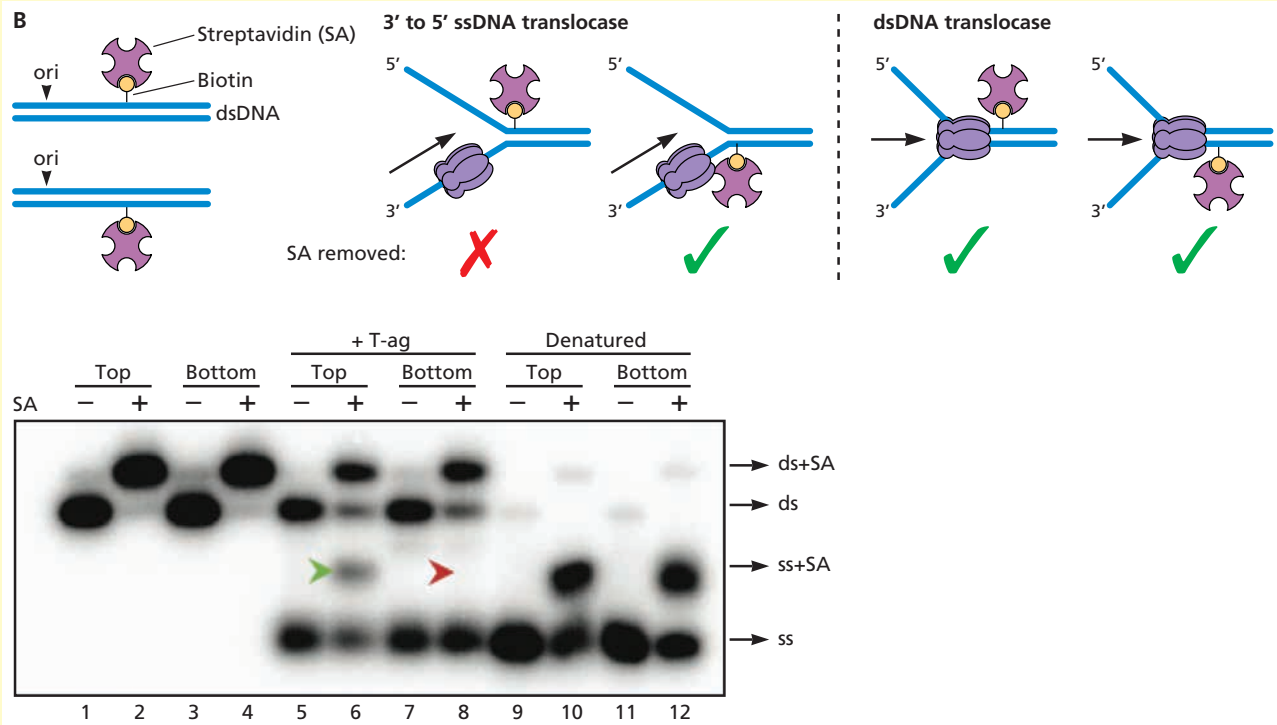 B
Streptavidin (SA)
ori
Biotin
dsDNA
ori
3′ to 5′ ssDNA translocase
5′
5′
3′
3′
SA removed:
dsDNA translocase
5′
5′
3′
3′
+ T-ag Denatured
Top Bottom Top Bottom Top Bottom
SA − + − + − + − + − + − +
ds+SA
ds
ss+SA
ss
1 2 3 4 5 6 7 8 9 10 11 12